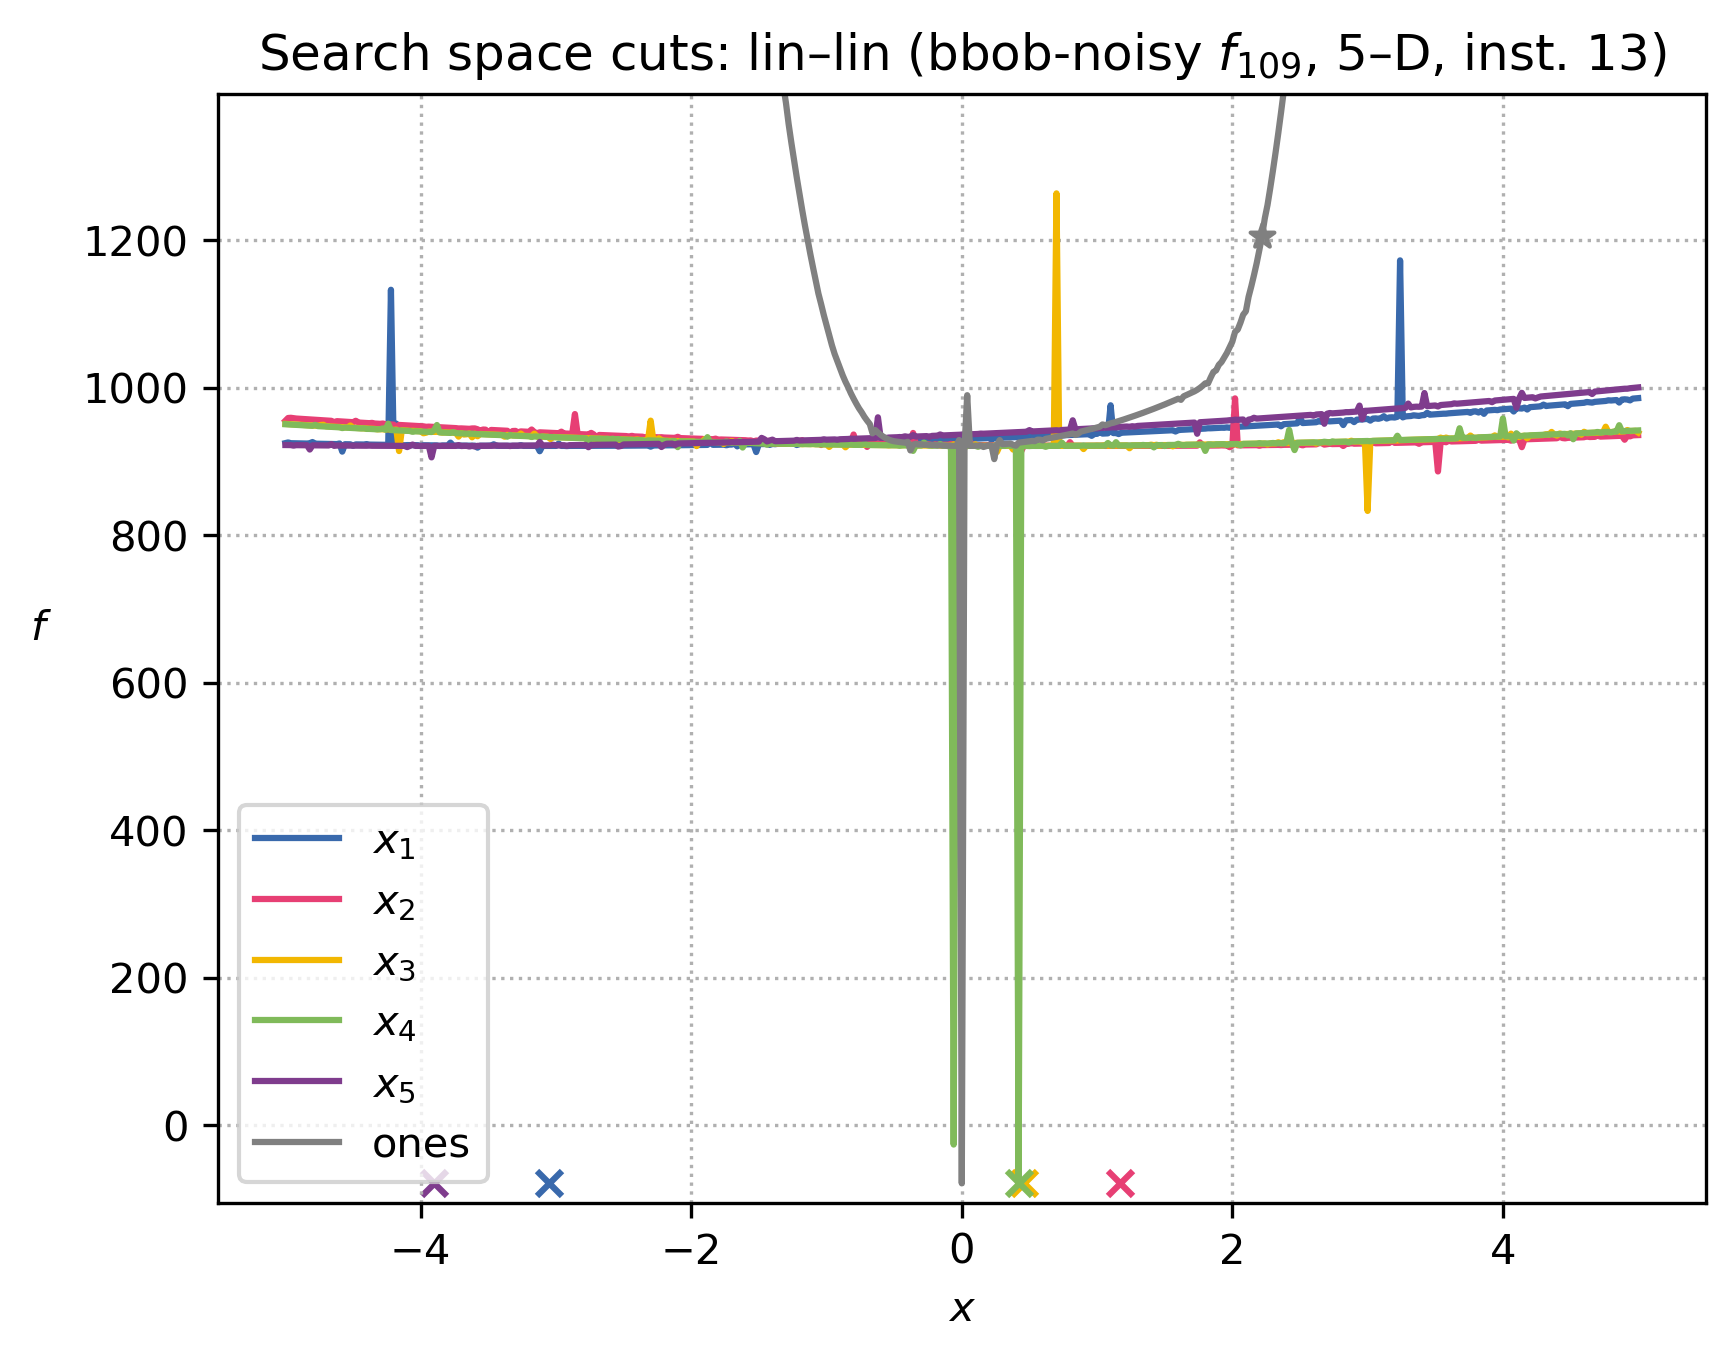 Search space cuts: lin–lin (bbob-noisy f₁₀₉, 5–D, inst. 13)
1200
1000
800
600
400
200
0
f
x₁
x₂
x₃
x₄
x₅
ones
−4 −2 0 2 4
x